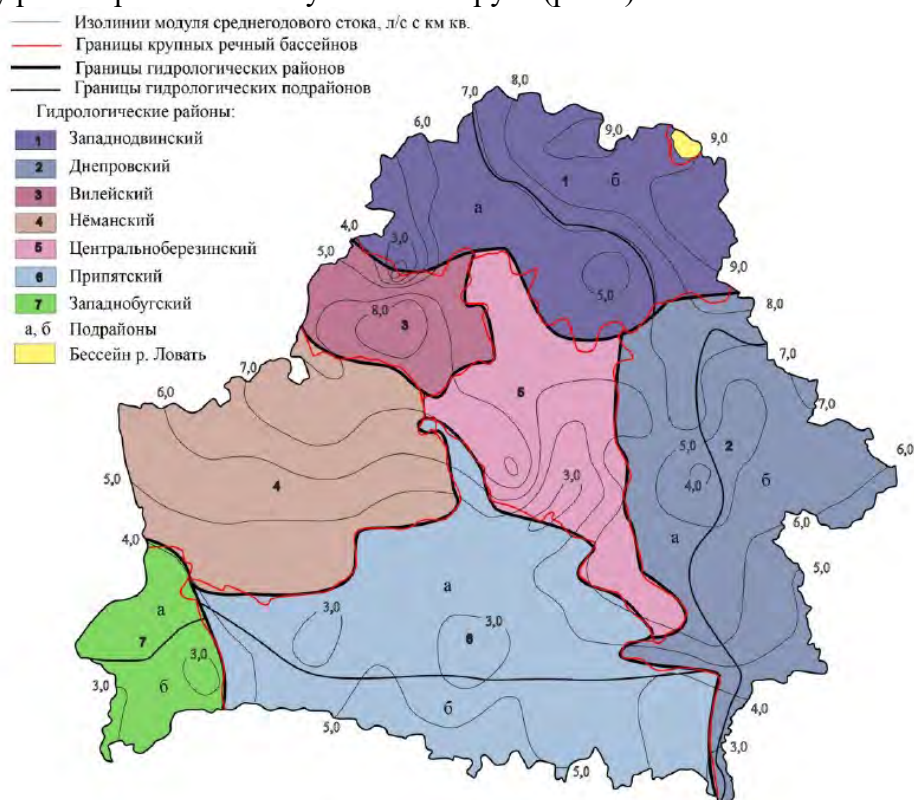 Изолинии модуля среднегодового стока, л/с с км кв.
Границы крупных речный бассейнов
Границы гидрологических районов
Границы гидрологических подрайонов
Гидрологические районы:
1 Западнодвинский
2 Днепровский
3 Вилейский
4 Нёманский
5 Центральноберезинский
6 Припятский
7 Западнобугский
а, б Подрайоны
Бессейн р. Ловать
8,0
7,0
6,0
9,0
9,0
1 б
а
4,0
3,0
5,0
9,0
5,0
8,0
8,0
3
7,0
7,0
6,0
5
7,0
5,0
2
6,0
3,0
4,0
б
5,0
4
6,0
4,0
а
5,0
а
а
3,0
3,0
7
6
3,0
3,0
б
б
4,0
5,0
3,0
5,0